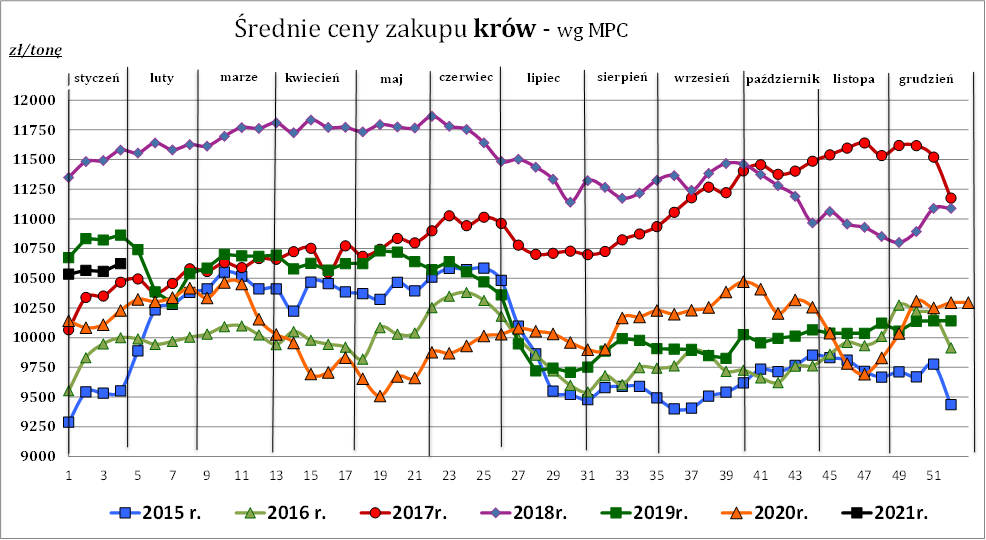 Średnie ceny zakupu krów - wg MPC
zł/tonę
styczeń luty marze kwiecień maj czerwiec lipiec sierpień wrzesień październik listopa grudzień
12000
11750
11500
11250
11000
10750
10500
10250
10000
9750
9500
9250
9000
1 3 5 7 9 11 13 15 17 19 21 23 25 27 29 31 33 35 37 39 41 43 45 47 49 51
2015 r. 2016 r. 2017r. 2018r. 2019r. 2020r. 2021r.